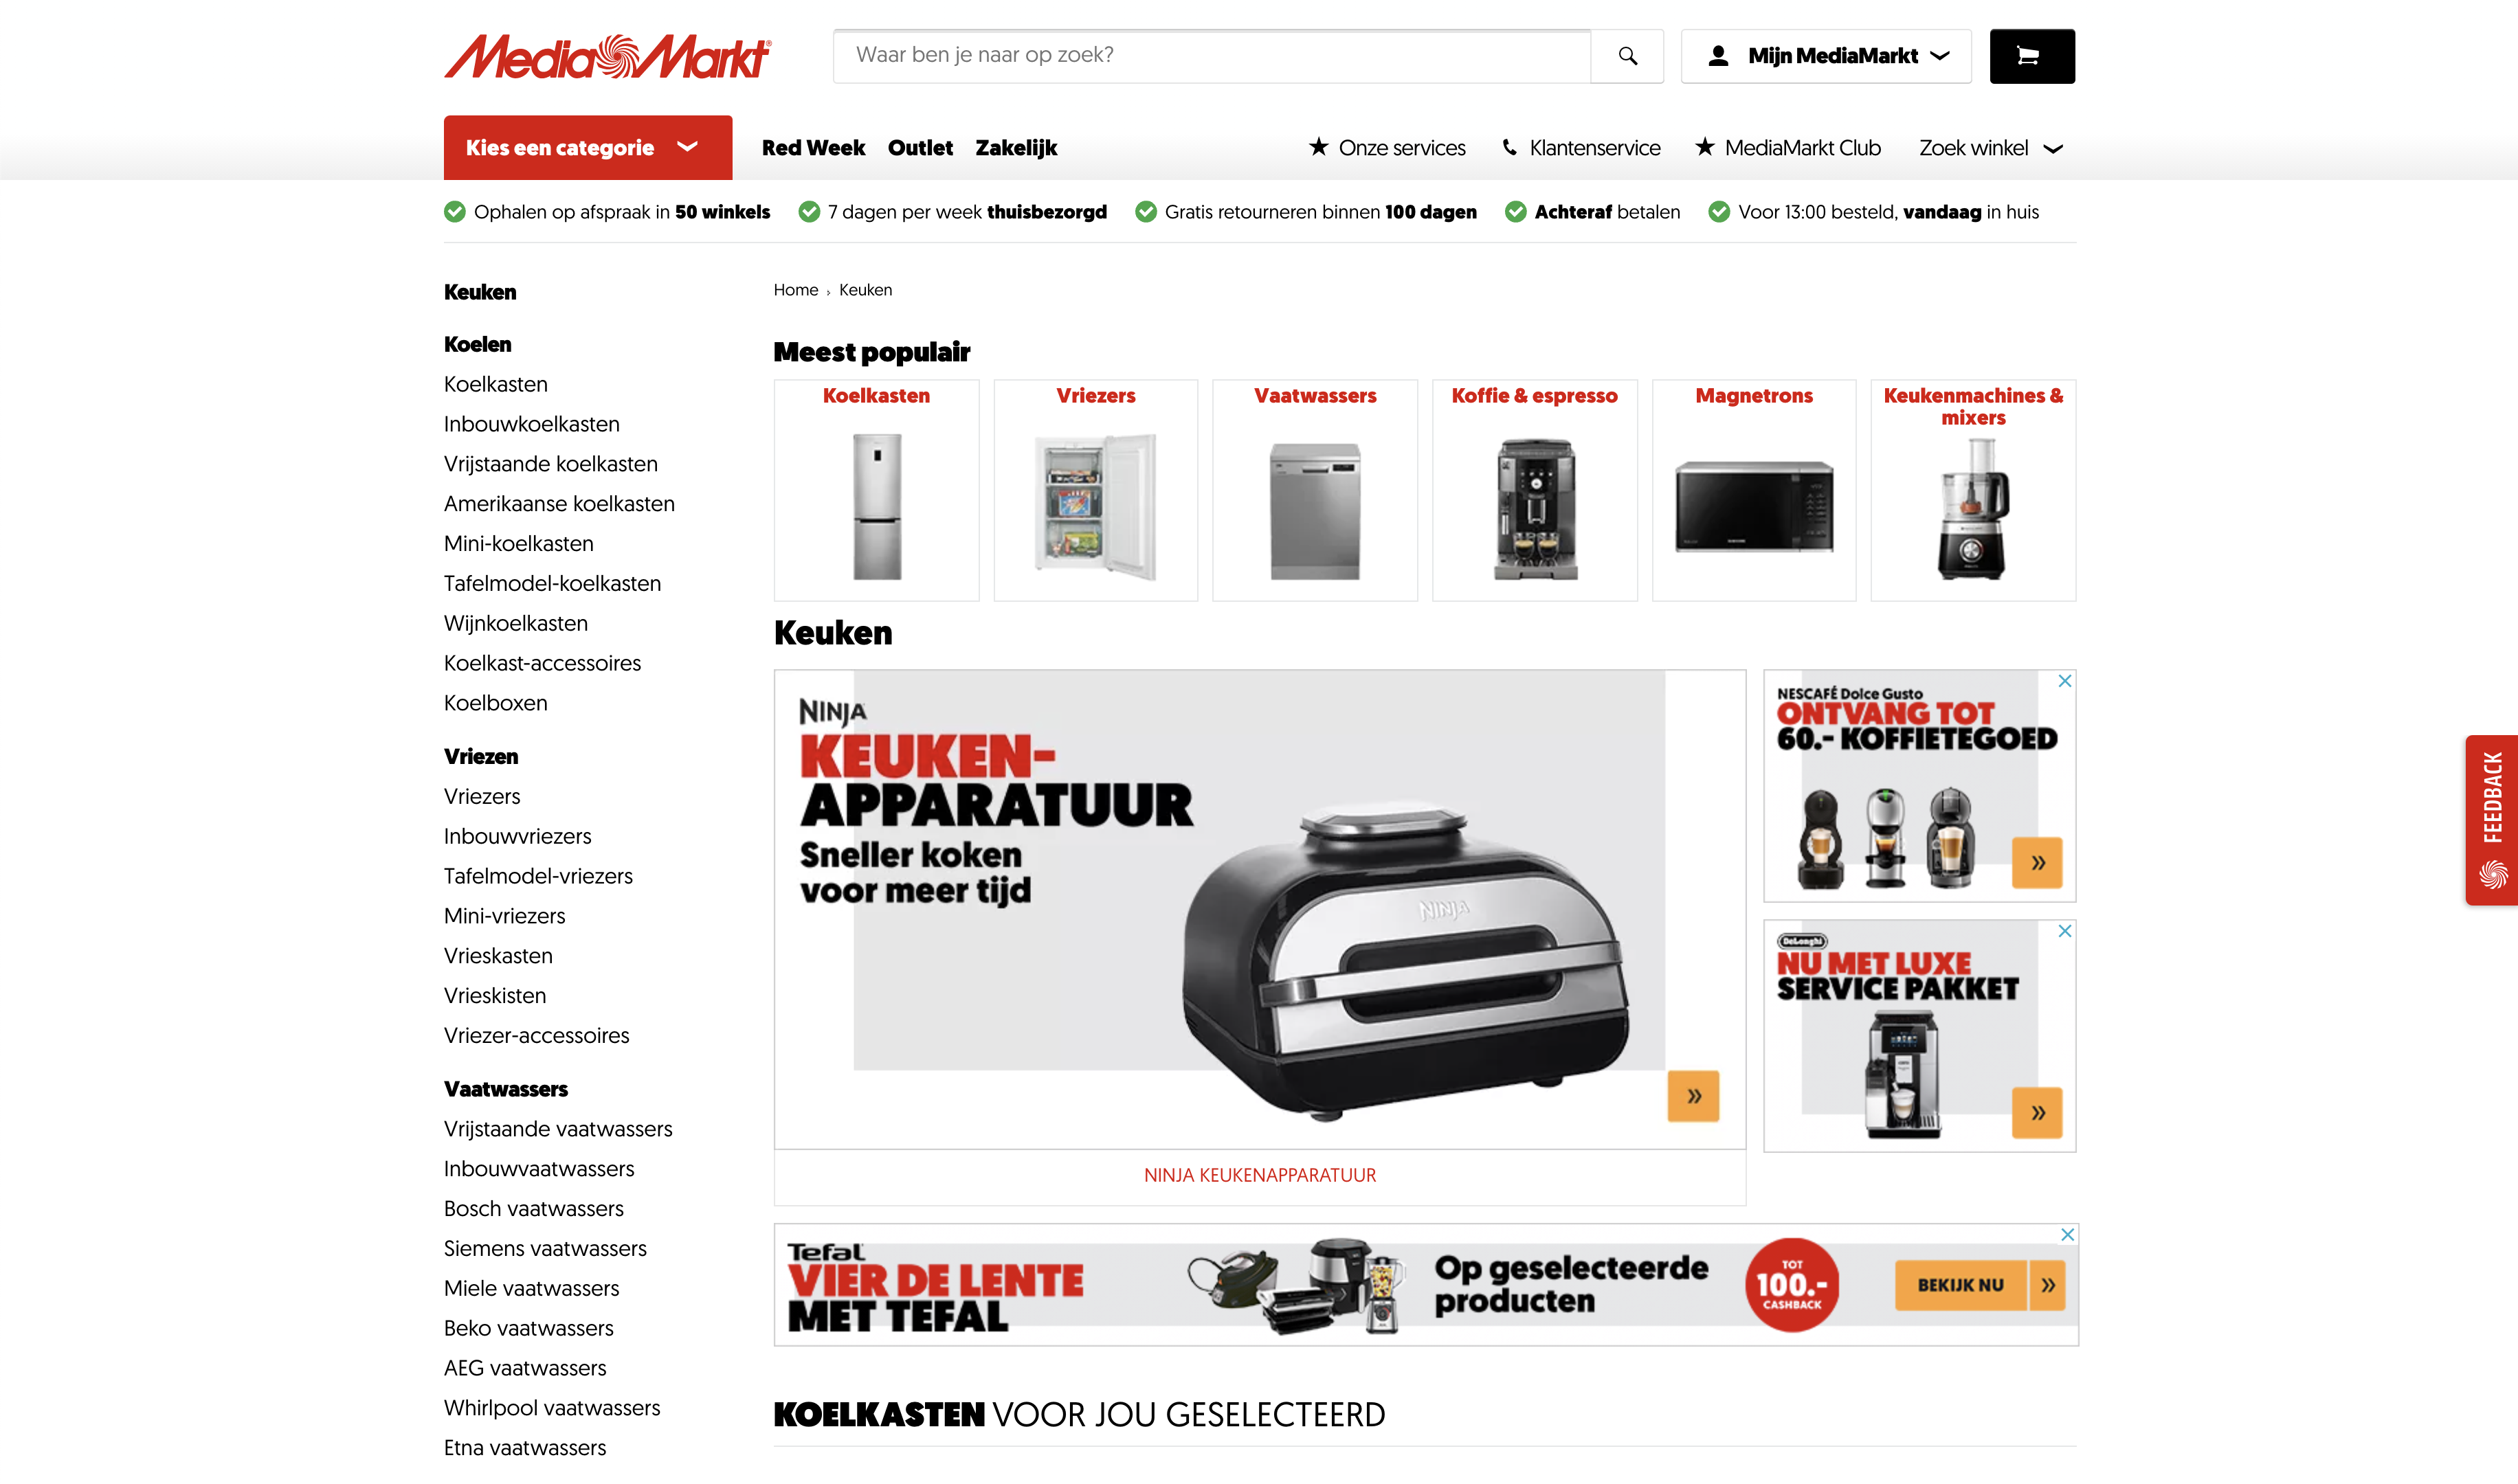 MediaMarkt
Waar ben je naar op zoek?
Mijn MediaMarkt
Kies een categorie
Red Week
Outlet
Zakelijk
Onze services
Klantenservice
MediaMarkt Club
Zoek winkel
Ophalen op afspraak in 50 winkels
7 dagen per week thuisbezorgd
Gratis retourneren binnen 100 dagen
Achteraf betalen
Voor 13:00 besteld, vandaag in huis
Keuken
Koelen
Koelkasten
Inbouwkoelkasten
Vrijstaande koelkasten
Amerikaanse koelkasten
Mini-koelkasten
Tafelmodel-koelkasten
Wijnkoelkasten
Koelkast-accessoires
Koelboxen
Vriezen
Vriezers
Inbouwvriezers
Tafelmodel-vriezers
Mini-vriezers
Vrieskasten
Vrieskisten
Vriezer-accessoires
Vaatwassers
Vrijstaande vaatwassers
Inbouwvaatwassers
Bosch vaatwassers
Siemens vaatwassers
Miele vaatwassers
Beko vaatwassers
AEG vaatwassers
Whirlpool vaatwassers
Etna vaatwassers
Home › Keuken
Meest populair
Koelkasten
Vriezers
Vaatwassers
Koffie & espresso
Magnetrons
Keukenmachines &
mixers
Keuken
NINJA
KEUKEN-
APPARATUUR
Sneller koken
voor meer tijd
NINJA
»
NINJA KEUKENAPPARATUUR
NESCAFÉ Dolce Gusto
ONTVANG TOT
60.- KOFFIETEGOED
»
DeLonghi
NU MET LUXE
SERVICE PAKKET
»
Tefal
VIER DE LENTE
MET TEFAL
Op geselecteerde
producten
TOT
100.-
CASHBACK
BEKIJK NU »
KOELKASTEN VOOR JOU GESELECTEERD
FEEDBACK